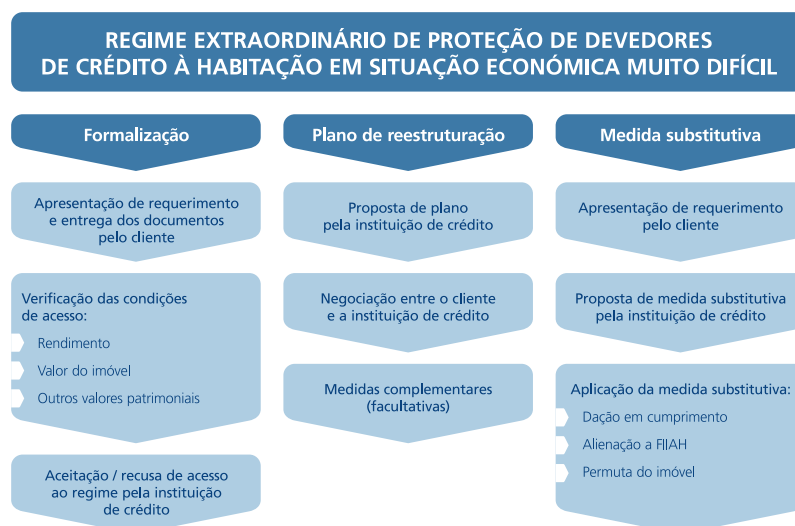 REGIME EXTRAORDINÁRIO DE PROTEÇÃO DE DEVEDORES
DE CRÉDITO À HABITAÇÃO EM SITUAÇÃO ECONÓMICA MUITO DIFÍCIL
Formalização
Apresentação de requerimento
e entrega dos documentos
pelo cliente
Verificação das condições
de acesso:
Rendimento
Valor do imóvel
Outros valores patrimoniais
Aceitação / recusa de acesso
ao regime pela instituição
de crédito
Plano de reestruturação
Proposta de plano
pela instituição de crédito
Negociação entre o cliente
e a instituição de crédito
Medidas complementares
(facultativas)
Medida substitutiva
Apresentação de requerimento
pelo cliente
Proposta de medida substitutiva
pela instituição de crédito
Aplicação da medida substitutiva:
Dação em cumprimento
Alienação a FIIAH
Permuta do imóvel